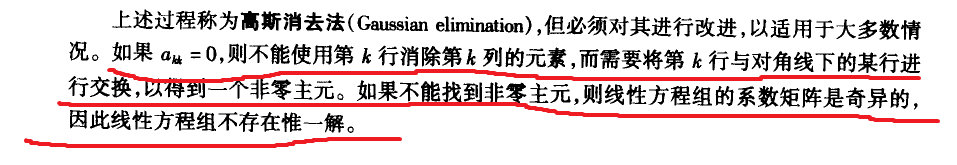 上述过程称为高斯消去法(Gaussian elimination),但必须对其进行改进,以适用于大多数情
况。如果 aₖₖ =0,则不能使用第 k 行消除第 k 列的元素,而需要将第 k 行与对角线下的某行进
行交换,以得到一个非零主元。如果不能找到非零主元,则线性方程组的系数矩阵是奇异的,
因此线性方程组不存在惟一解。